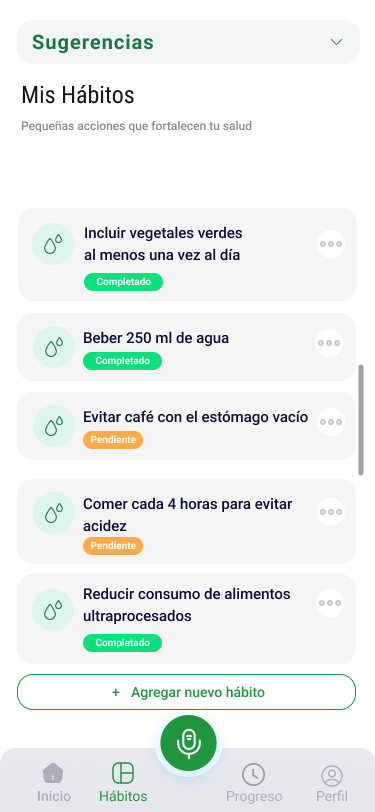 Sugerencias
Mis Hábitos
Pequeñas acciones que fortalecen tu salud
Incluir vegetales verdes
al menos una vez al día
Completado
Beber 250 ml de agua
Completado
Evitar café con el estómago vacío
Pendiente
Comer cada 4 horas para evitar
acidez
Pendiente
Reducir consumo de alimentos
ultraprocesados
Completado
+ Agregar nuevo hábito
Inicio
Hábitos
Progreso
Perfil